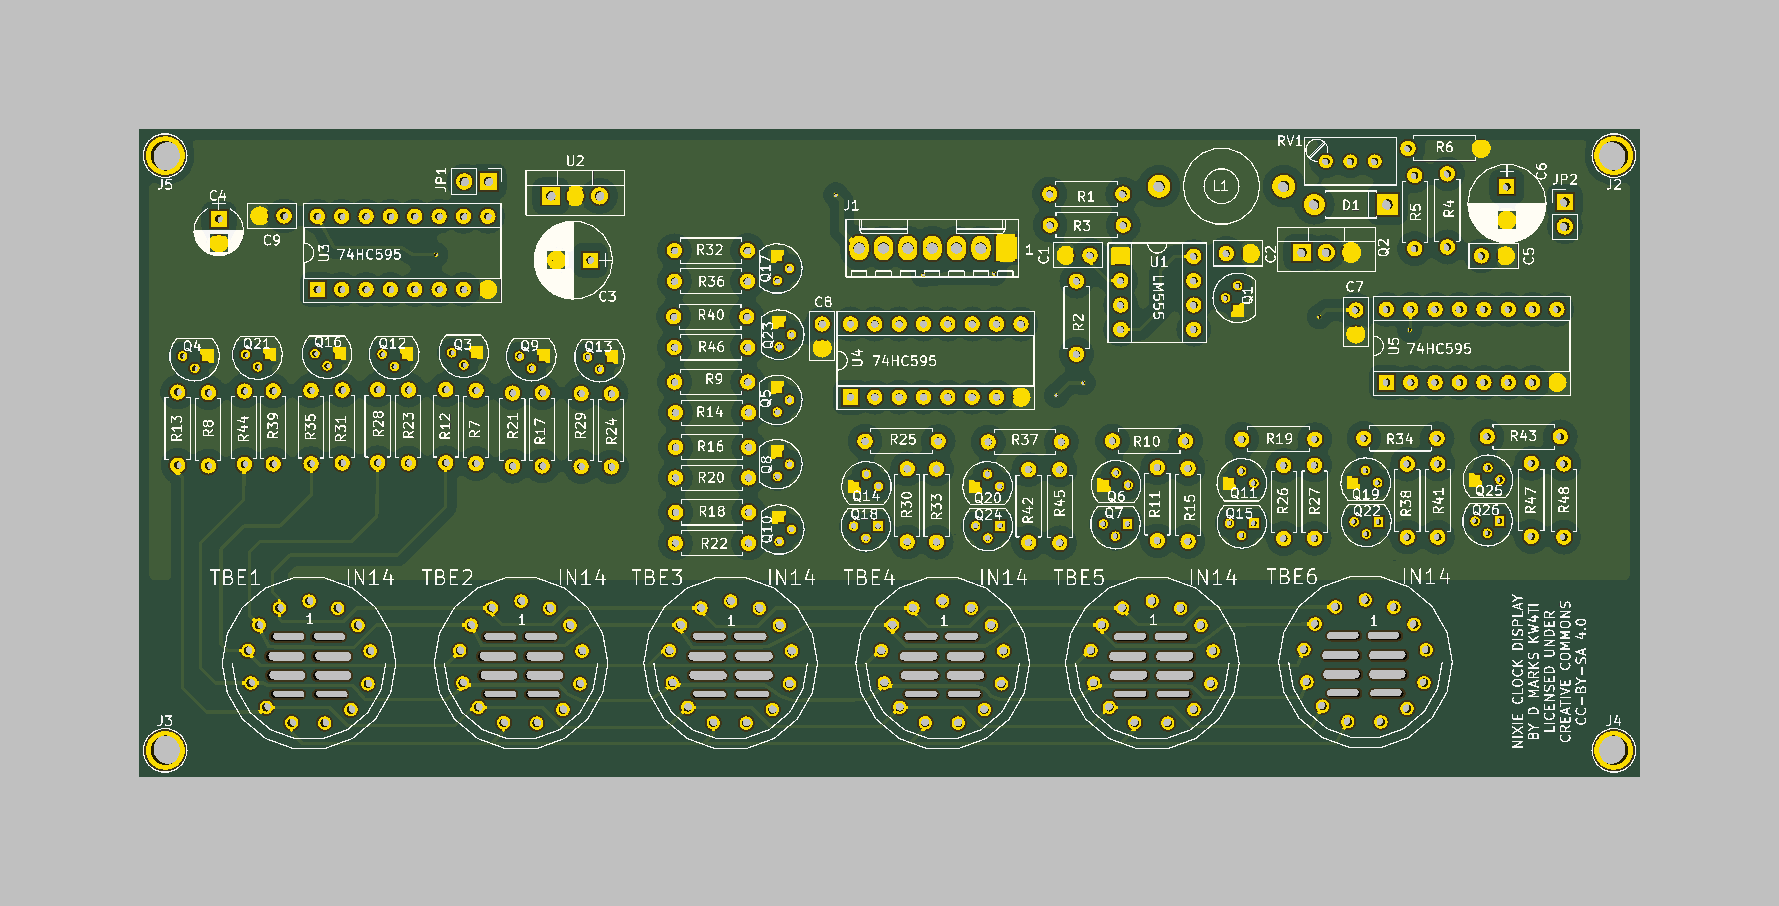 J5
C4
C9
U3
74HC595
JP1
U2
C3
R32
R36
R40
R46
R9
R14
R16
R20
R18
R22
Q17
Q23
Q5
Q8
Q10
C8
J1
1
U4
74HC595
R1
R3
C1
R2
U1
LM555
L1
C2
Q1
RV1
R6
D1
Q2
R5
R4
C6
C5
JP2
J2
C7
U5
74HC595
Q4
Q21
Q16
Q12
Q3
Q9
Q13
R13
R8
R44
R39
R35
R31
R28
R23
R12
R7
R21
R17
R29
R24
R25
R37
R10
R19
R34
R43
Q14
Q18
R30
R33
Q20
Q24
R42
R45
Q6
Q7
R11
R15
Q11
Q15
R26
R27
Q19
Q22
R38
R41
Q25
Q26
R47
R48
TBE1 IN14
TBE2 IN14
TBE3 IN14
TBE4 IN14
TBE5 IN14
TBE6 IN14
1
1
1
1
1
1
NIXIE CLOCK DISPLAY
BY D MARKS KW4TI
LICENSED UNDER
CREATIVE COMMONS
CC-BY-SA 4.0
J3
J4